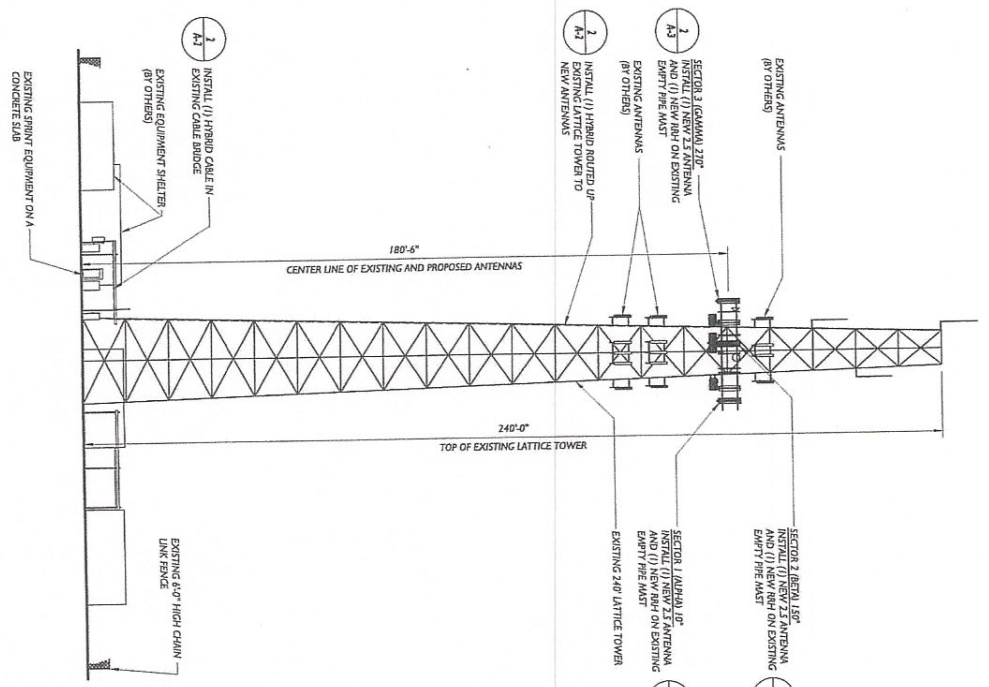 EXISTING ANTENNAS
(BY OTHERS)
SECTOR 3 (GAMMA) 270°
INSTALL (1) NEW 2.5 ANTENNA
AND (1) NEW RRH ON EXISTING
EMPTY PIPE MAST
2
A-3
EXISTING ANTENNAS
(BY OTHERS)
INSTALL (1) HYBRID ROUTED UP
EXISTING LATTICE TOWER TO
NEW ANTENNAS
2
A-2
INSTALL (1) HYBRID CABLE IN
EXISTING CABLE BRIDGE
2
A-2
EXISTING EQUIPMENT SHELTER
(BY OTHERS)
EXISTING SPRINT EQUIPMENT ON A
CONCRETE SLAB
180'-6"
CENTER LINE OF EXISTING AND PROPOSED ANTENNAS
240'-0"
TOP OF EXISTING LATTICE TOWER
SECTOR 2 (BETA) 150°
INSTALL (1) NEW 2.5 ANTENNA
AND (1) NEW RRH ON EXISTING
EMPTY PIPE MAST
SECTOR 1 (ALPHA) 10°
INSTALL (1) NEW 2.5 ANTENNA
AND (1) NEW RRH ON EXISTING
EMPTY PIPE MAST
EXISTING 240' LATTICE TOWER
EXISTING 6'-0" HIGH CHAIN
LINK FENCE